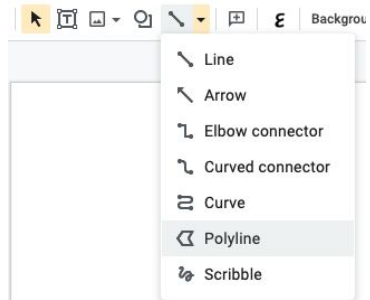 Backgrou
Line
Arrow
Elbow connector
Curved connector
Curve
Polyline
Scribble